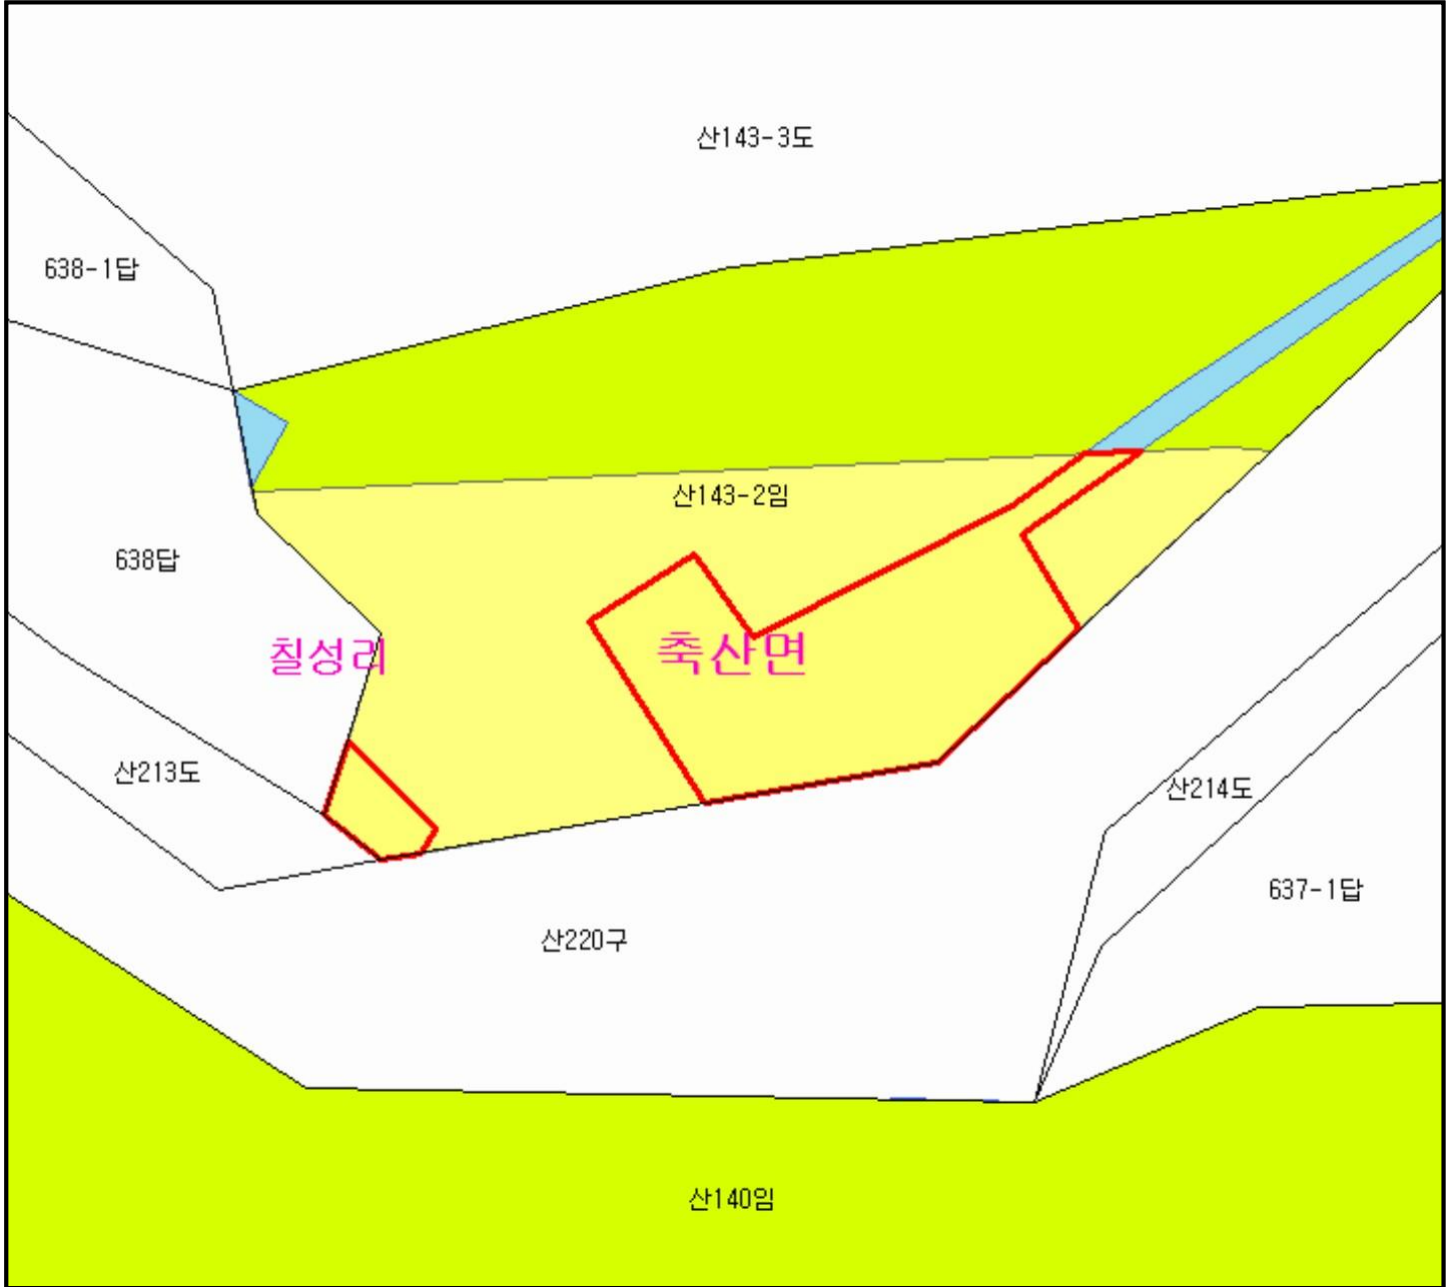 산143-3도
638-1답
산143-2임
638답
칠성리
축산면
산213도
산214도
637-1답
산220구
산140임